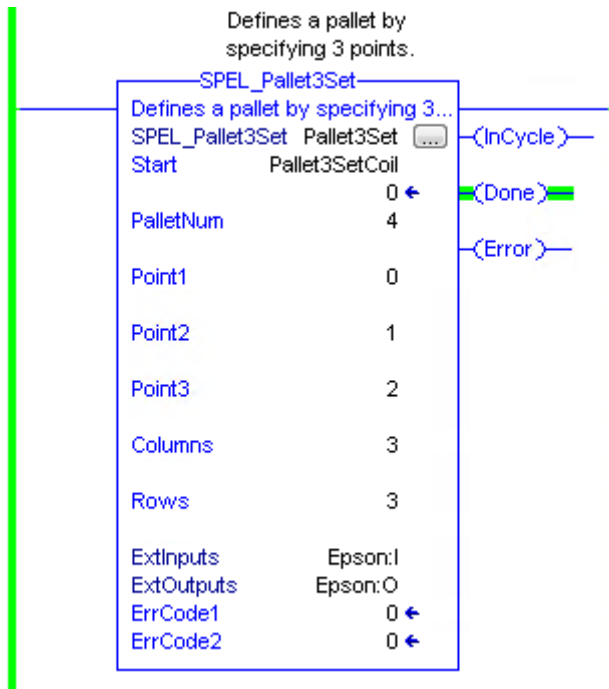 Defines a pallet by
specifying 3 points.
SPEL_Pallet3Set
Defines a pallet by specifying 3...
SPEL_Pallet3Set Pallet3Set ...
Start Pallet3SetCoil
0
PalletNum 4
Point1 0
Point2 1
Point3 2
Columns 3
Rows 3
ExtInputs Epson:I
ExtOutputs Epson:O
ErrCode1 0
ErrCode2 0
(InCycle)
(Done)
(Error)